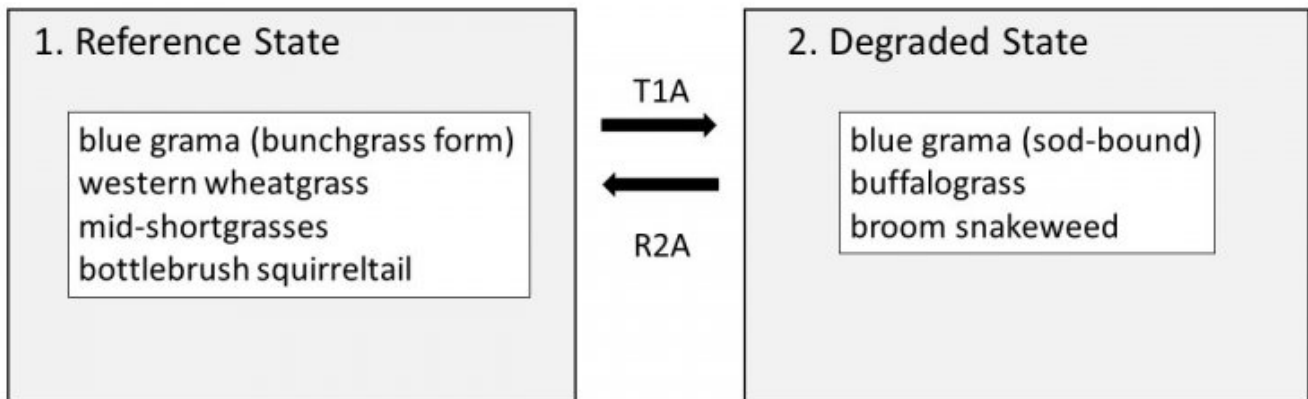 1. Reference State
blue grama (bunchgrass form)
western wheatgrass
mid-shortgrasses
bottlebrush squirreltail
T1A
R2A
2. Degraded State
blue grama (sod-bound)
buffalograss
broom snakeweed